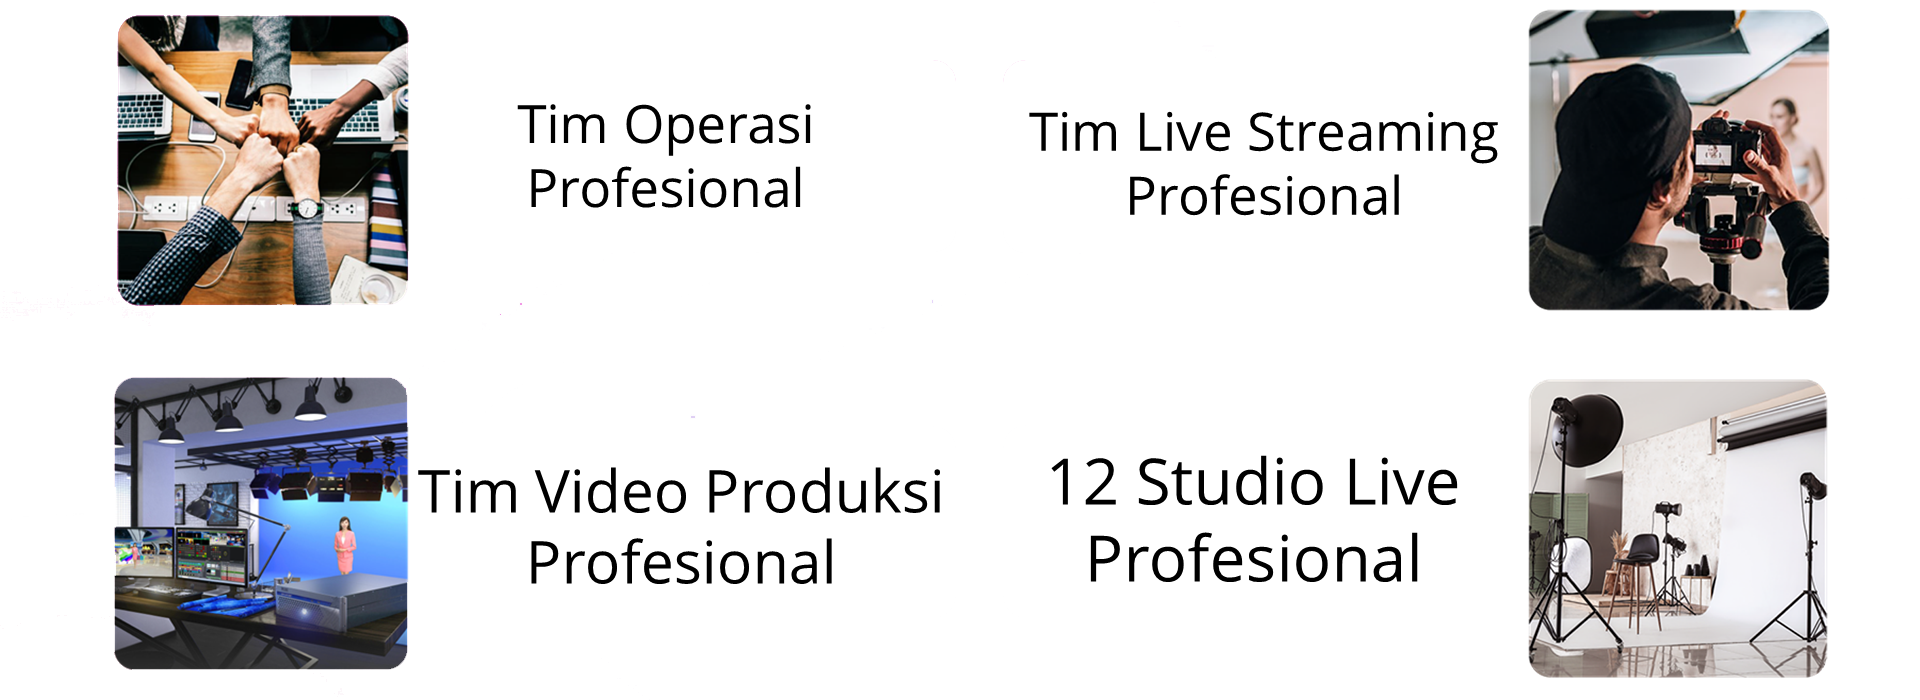 Tim Operasi
Profesional
Tim Live Streaming
Profesional
Tim Video Produksi
Profesional
12 Studio Live
Profesional